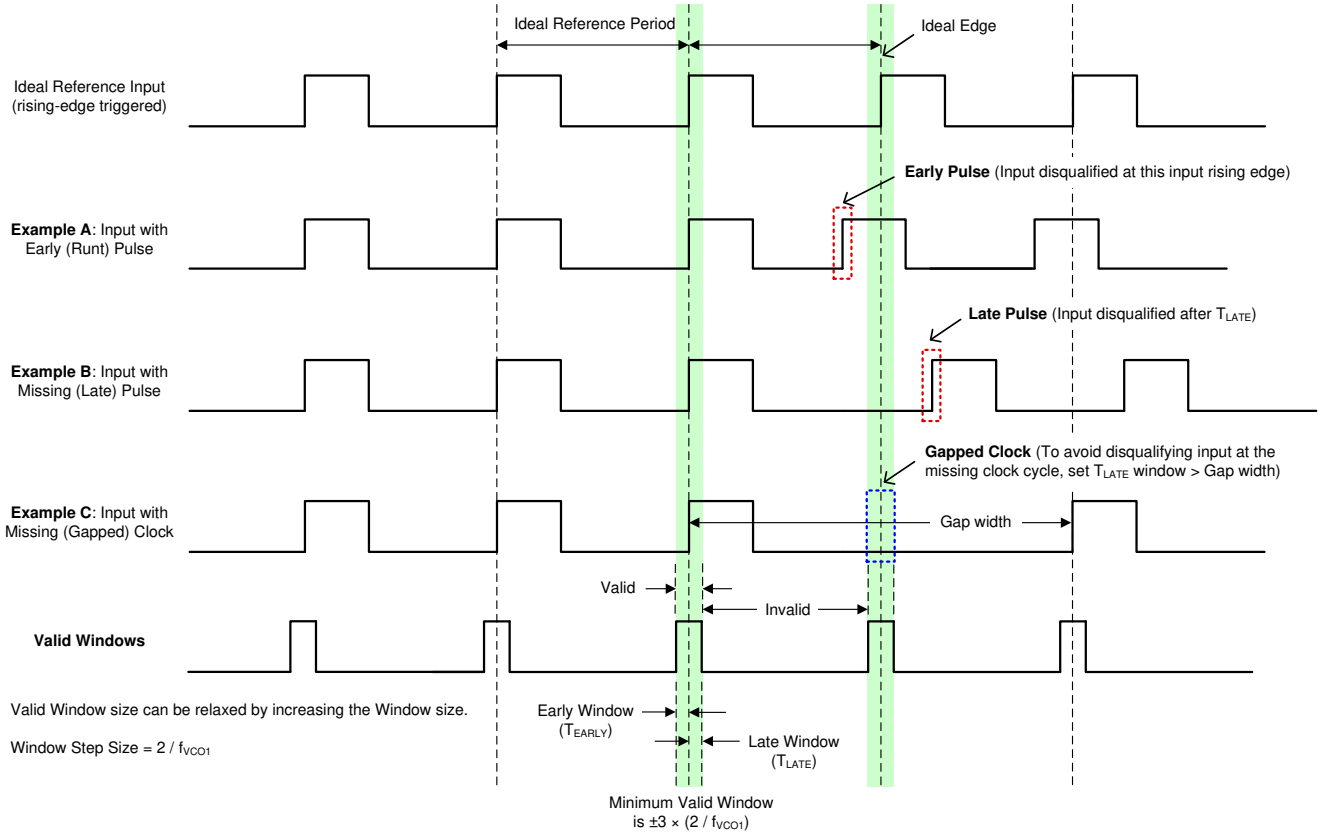 Ideal Reference Period
Ideal Edge
Ideal Reference Input
(rising-edge triggered)
Early Pulse (Input disqualified at this input rising edge)
Example A: Input with
Early (Runt) Pulse
Late Pulse (Input disqualified after TLATE)
Example B: Input with
Missing (Late) Pulse
Gapped Clock (To avoid disqualifying input at the
missing clock cycle, set TLATE window > Gap width)
Example C: Input with
Missing (Gapped) Clock
Gap width
Valid
Invalid
Valid Windows
Valid Window size can be relaxed by increasing the Window size.
Window Step Size = 2 / fVCO1
Early Window
(TEARLY)
Late Window
(TLATE)
Minimum Valid Window
is ±3 × (2 / fVCO1)